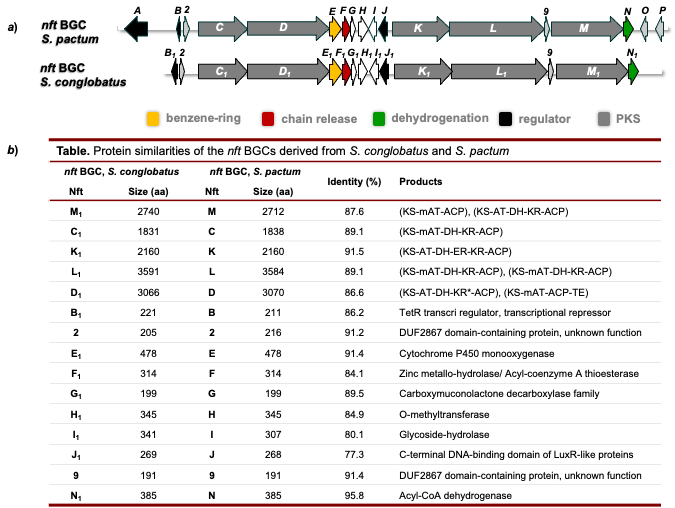 A B 2 C D E F G H I J K L 9 M N O P
a) nft BGC
S. pactum
B1 2 C1 D1 E1 F1 G1 H1 I1 J1 K1 L1 9 M1 N1
nft BGC
S. conglobatus
benzene-ring chain release dehydrogenation regulator PKS
b) Table. Protein similarities of the nft BGCs derived from S. conglobatus and S. pactum
nft BGC, S. conglobatus nft BGC, S. pactum Identity (%) Products
Nft Size (aa) Nft Size (aa)
M1 2740 M 2712 87.6 (KS-mAT-ACP), (KS-AT-DH-KR-ACP)
C1 1831 C 1838 89.1 (KS-mAT-DH-KR-ACP)
K1 2160 K 2160 91.5 (KS-AT-DH-ER-KR-ACP)
L1 3591 L 3584 89.1 (KS-mAT-DH-KR-ACP), (KS-mAT-DH-KR-ACP)
D1 3066 D 3070 86.6 (KS-AT-DH-KR*-ACP), (KS-mAT-ACP-TE)
B1 221 B 211 86.2 TetR transcri regulator, transcriptional repressor
2 205 2 216 91.2 DUF2867 domain-containing protein, unknown function
E1 478 E 478 91.4 Cytochrome P450 monooxygenase
F1 314 F 314 84.1 Zinc metallo-hydrolase/ Acyl-coenzyme A thioesterase
G1 199 G 199 89.5 Carboxymuconolactone decarboxylase family
H1 345 H 345 84.9 O-methyltransferase
I1 341 I 307 80.1 Glycoside-hydrolase
J1 269 J 268 77.3 C-terminal DNA-binding domain of LuxR-like proteins
9 191 9 191 91.4 DUF2867 domain-containing protein, unknown function
N1 385 N 385 95.8 Acyl-CoA dehydrogenase